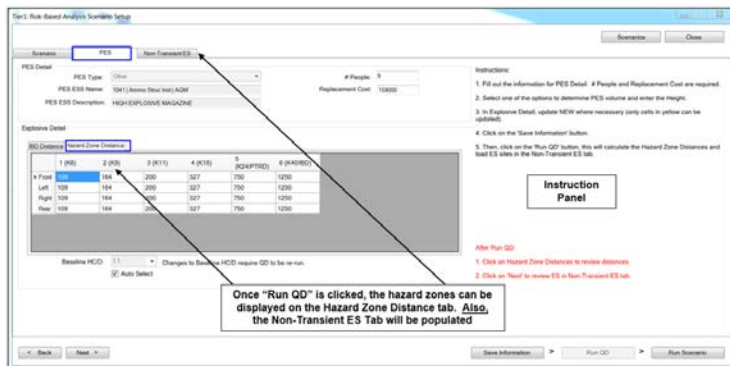 Tier1: Risk-Based Analysis Scenario Setup
Scenarios
Close
Scenario
PES
Non-Transient ES
PES Detail
PES Type:
Other
# People:
9
PES ESS Name:
1041 | Ammo Struc Inst | AGM
Replacement Cost:
159000
PES ESS Description:
HIGH EXPLOSIVE MAGAZINE
Explosive Detail
IBD Distance
Hazard Zone Distance
1 (K6) 2 (K9) 3 (K11) 4 (K18) 5 (K24/PTRD) 6 (K40/IBD)
Front 109 164 200 327 750 1250
Left 109 164 200 327 750 1250
Right 109 164 200 327 750 1250
Rear 109 164 200 327 750 1250
Baseline HC/D:
1.1
Changes to Baseline HC/D require QD to be re-run.
Auto Select
Instructions:
1. Fill out the information for PES Detail. # People and Replacement Cost are required.
2. Select one of the options to determine PES volume and enter the Height.
3. In Explosive Detail, update NEW where necessary (only cells in yellow can be
updated).
4. Click on the 'Save Information' button.
5. Then, click on the 'Run QD' button, this will calculate the Hazard Zone Distances and
load ES sites in the Non-Transient ES tab.
Instruction
Panel
After Run QD:
1. Click on Hazard Zone Distances to review distances.
2. Click on 'Next' to review ES in Non-Transient ES tab.
Once “Run QD” is clicked, the hazard zones can be
displayed on the Hazard Zone Distance tab. Also,
the Non-Transient ES Tab will be populated
< Back
Next >
Save Information
>
Run QD
>
Run Scenario